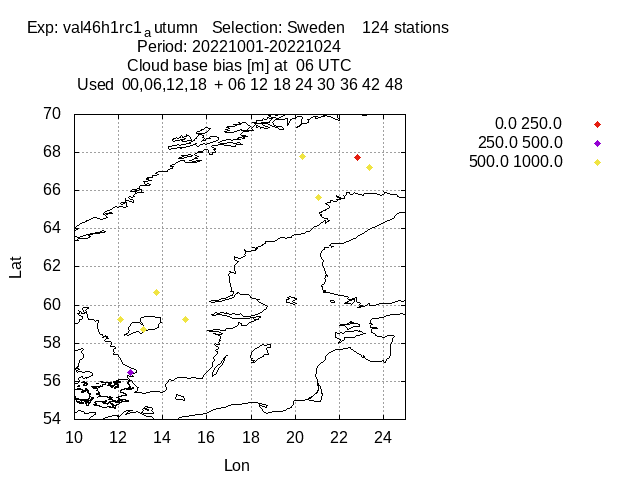 Exp: val46h1rc1ₐutumn Selection: Sweden 124 stations
Period: 20221001-20221024
Cloud base bias [m] at 06 UTC
Used 00,06,12,18 + 06 12 18 24 30 36 42 48
0.0 250.0
250.0 500.0
500.0 1000.0
70
68
66
64
62
60
58
56
54
Lat
10 12 14 16 18 20 22 24
Lon